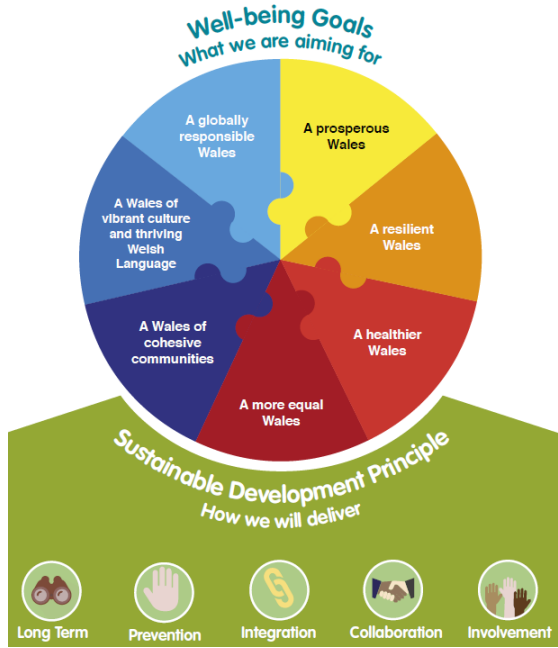 Well-being Goals
What we are aiming for
A globally
responsible
Wales
A prosperous
Wales
A Wales of
vibrant culture
and thriving
Welsh
Language
A resilient
Wales
A Wales of
cohesive
communities
A healthier
Wales
A more equal
Wales
Sustainable Development Principle
How we will deliver
Long Term
Prevention
Integration
Collaboration
Involvement